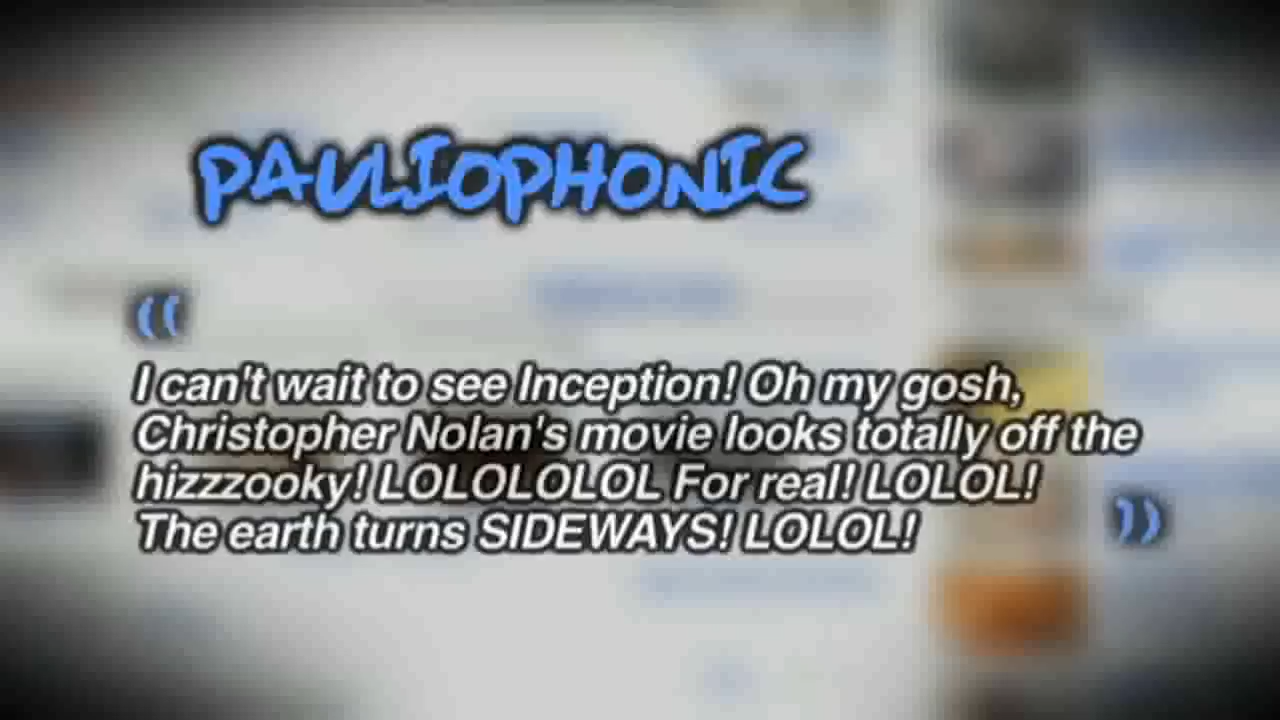 PAULIOPHONIC
“
I can't wait to see Inception! Oh my gosh,
Christopher Nolan's movie looks totally off the
hizzzooky! LOLOLOLOL For real! LOLOL!
The earth turns SIDEWAYS! LOLOL!
”